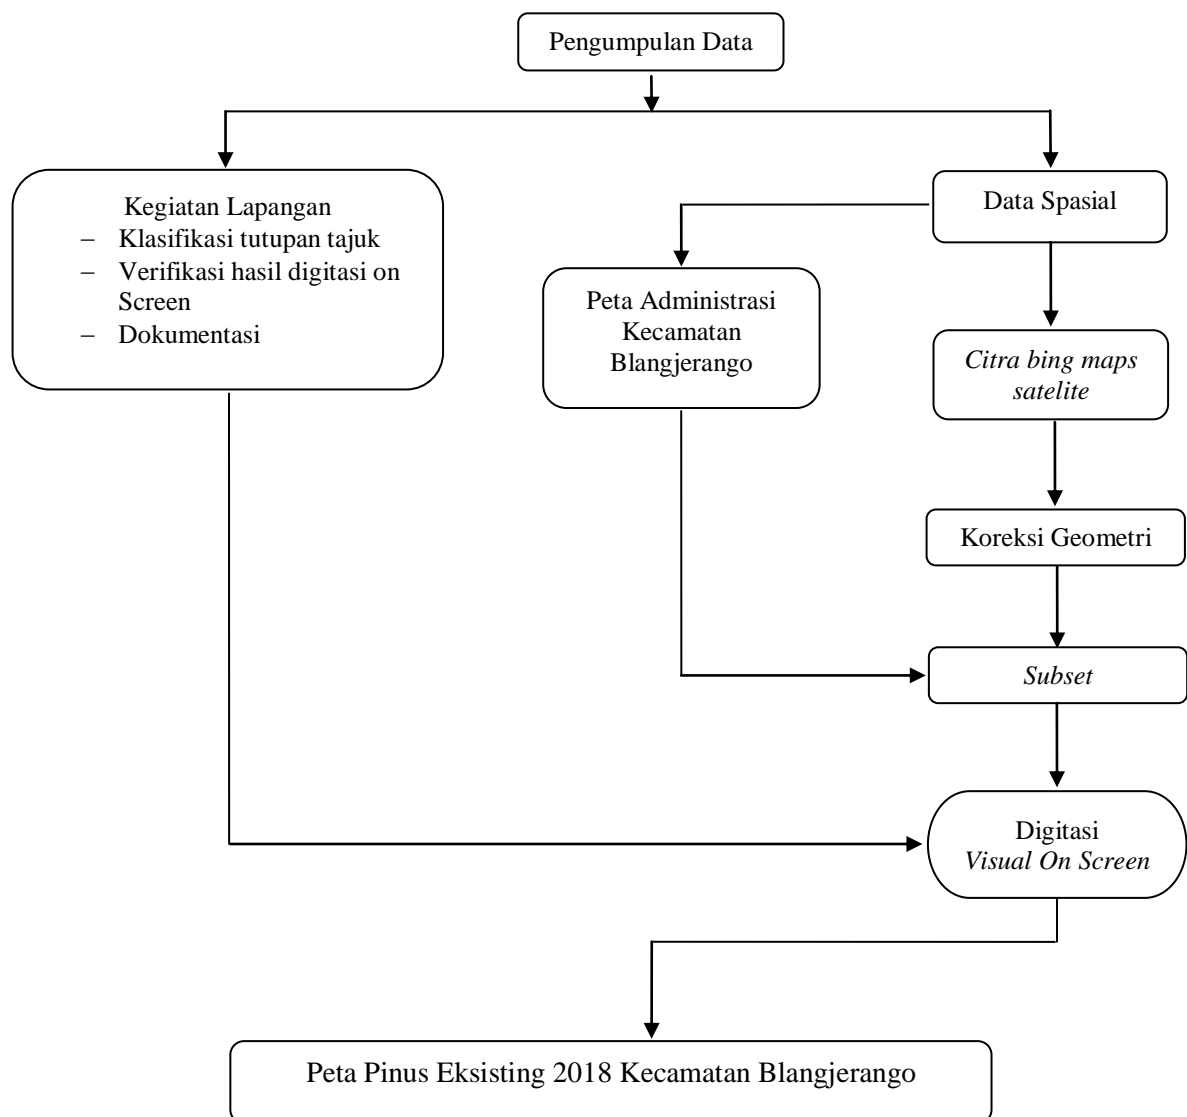 Pengumpulan Data
Kegiatan Lapangan
– Klasifikasi tutupan tajuk
– Verifikasi hasil digitasi on
Screen
– Dokumentasi
Data Spasial
Peta Administrasi
Kecamatan
Blangjerango
Citra bing maps
satelite
Koreksi Geometri
Subset
Digitasi
Visual On Screen
Peta Pinus Eksisting 2018 Kecamatan Blangjerango